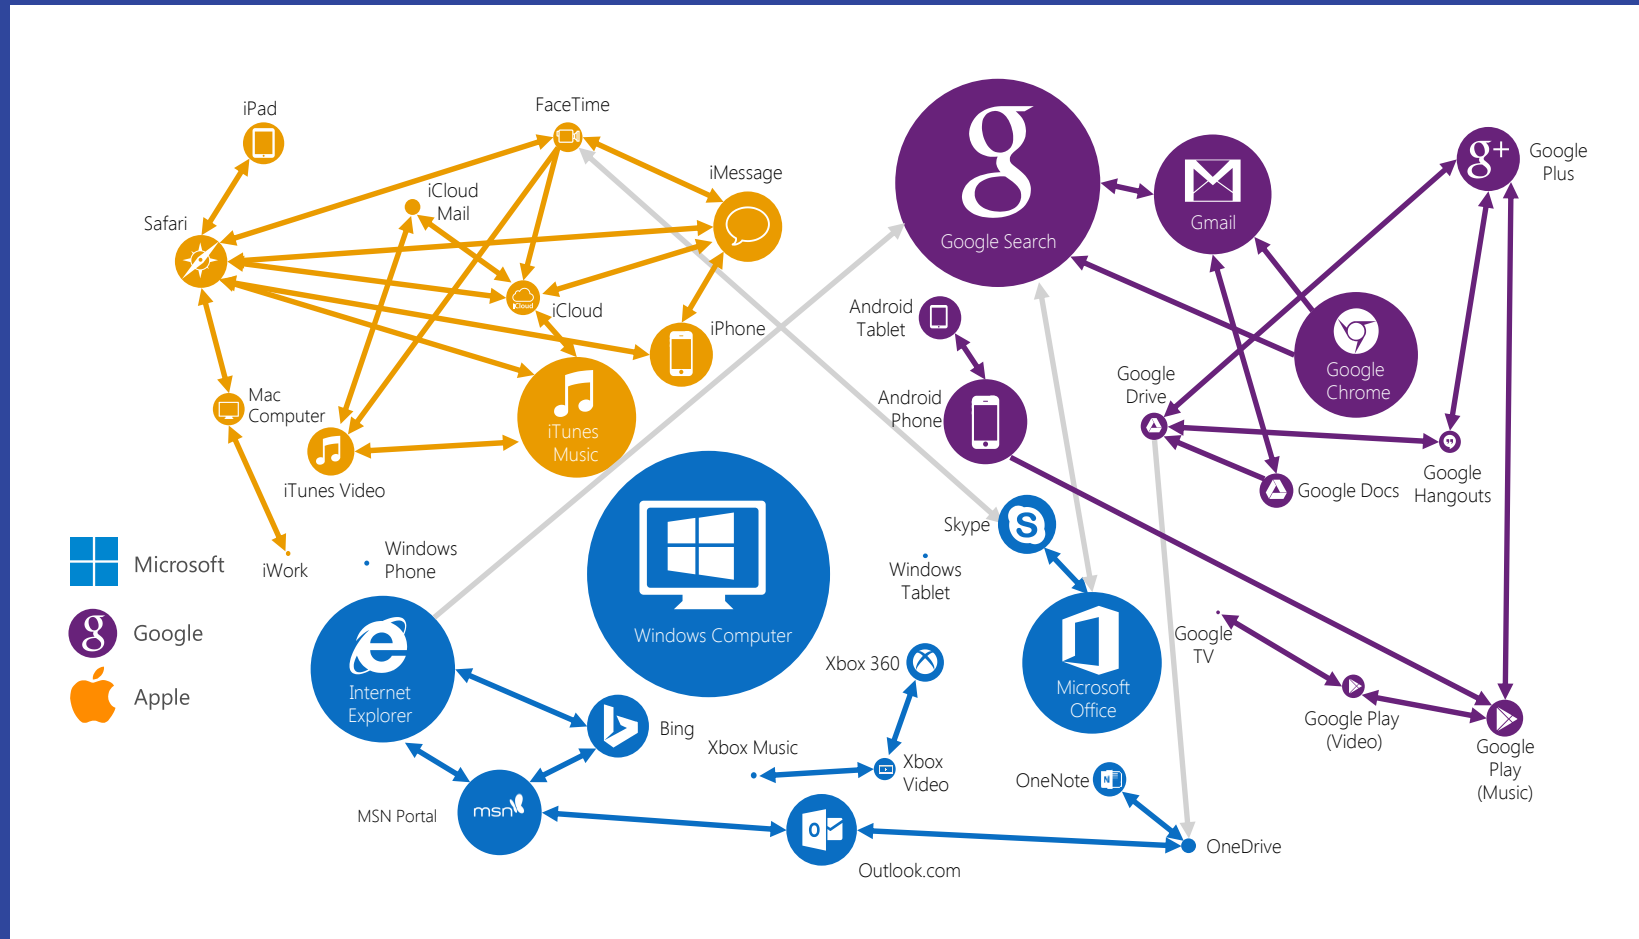 iPad
FaceTime
iCloud
Mail
iMessage
Safari
iCloud
iCloud
iPhone
Mac
Computer
iTunes
Music
iTunes Video
iWork
g
Google Search
Gmail
g+
Google
Plus
Android
Tablet
Android
Phone
Google
Chrome
Google
Drive
Google
Hangouts
Google Docs
Google
TV
Google Play
(Video)
Google
Play
(Music)
Windows
Phone
Windows Computer
Skype
S
Windows
Tablet
Microsoft
Office
Internet
Explorer
Bing
Xbox 360
Xbox Music
Xbox
Video
MSN Portal
msn
Outlook.com
o
OneNote
N
OneDrive
Microsoft
g
Google
Apple